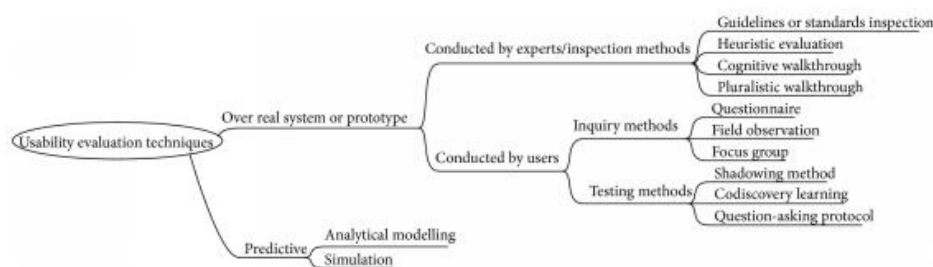 Guidelines or standards inspection
Heuristic evaluation
Conducted by experts/inspection methods
Cognitive walkthrough
Pluralistic walkthrough
Over real system or prototype
Questionnaire
Inquiry methods
Field observation
Usability evaluation techniques
Conducted by users
Focus group
Shadowing method
Testing methods
Codiscovery learning
Question-asking protocol
Analytical modelling
Predictive
Simulation